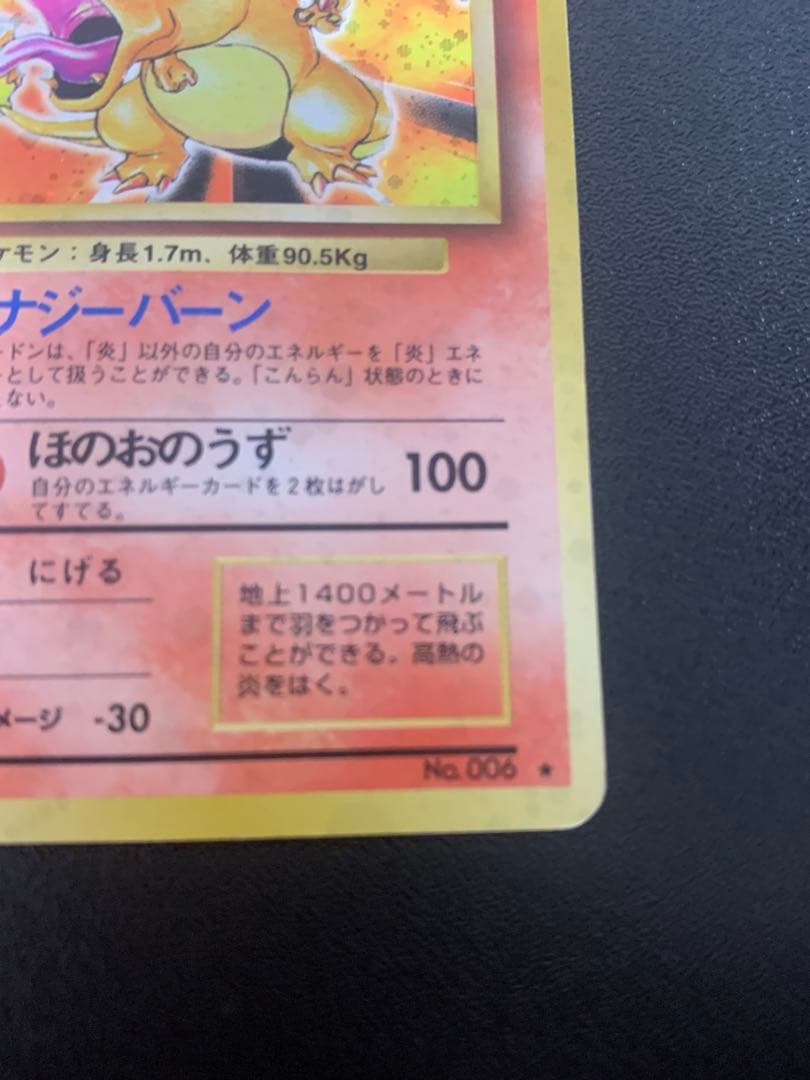 ケモン：身長1.7m、体重90.5Kg
ナジーバーン
ードンは、「炎」以外の自分のエネルギーを「炎」エネ
ーとして扱うことができる。「こんらん」状態のときに
ない。
ほのおのうず 100
自分のエネルギーカードを2枚はがし
てすてる。
にげる
地上1400メートル
まで羽をつかって飛ぶ
ことができる。高熱の
炎をはく。
メージ -30
No. 006 ★